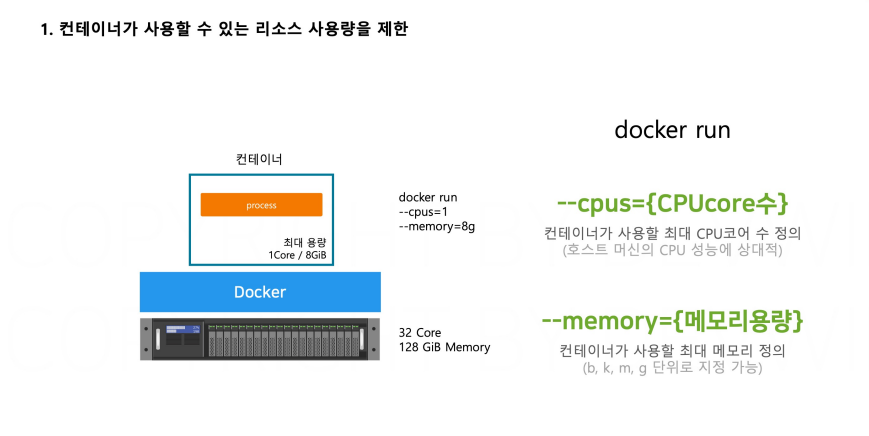 1. 컨테이너가 사용할 수 있는 리소스 사용량을 제한
docker run
컨테이너
process
최대 용량
1Core / 8GiB
docker run
--cpus=1
--memory=8g
Docker
32 Core
128 GiB Memory
--cpus={CPUcore수}
컨테이너가 사용할 최대 CPU코어 수 정의
(호스트 머신의 CPU 성능에 상대적)
--memory={메모리용량}
컨테이너가 사용할 최대 메모리 정의
(b, k, m, g 단위로 지정 가능)